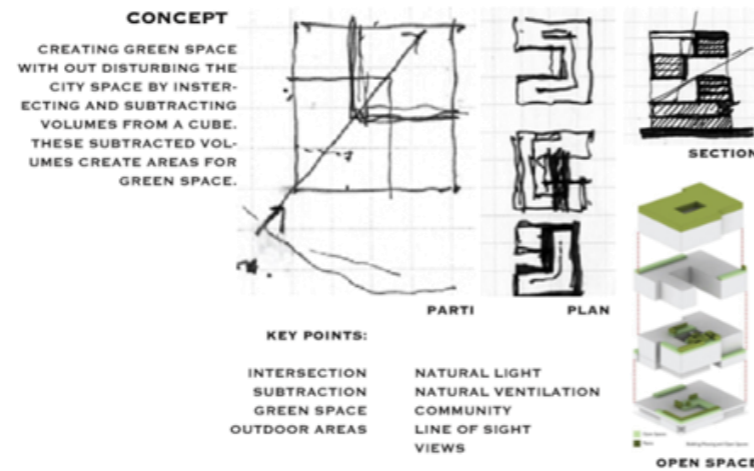 CONCEPT
CREATING GREEN SPACE
WITH OUT DISTURBING THE
CITY SPACE BY INSTER-
ECTING AND SUBTRACTING
VOLUMES FROM A CUBE.
THESE SUBTRACTED VOL-
UMES CREATE AREAS FOR
GREEN SPACE.
PARTI
PLAN
SECTION
KEY POINTS:
INTERSECTION
SUBTRACTION
GREEN SPACE
OUTDOOR AREAS
NATURAL LIGHT
NATURAL VENTILATION
COMMUNITY
LINE OF SIGHT
VIEWS
OPEN SPACE